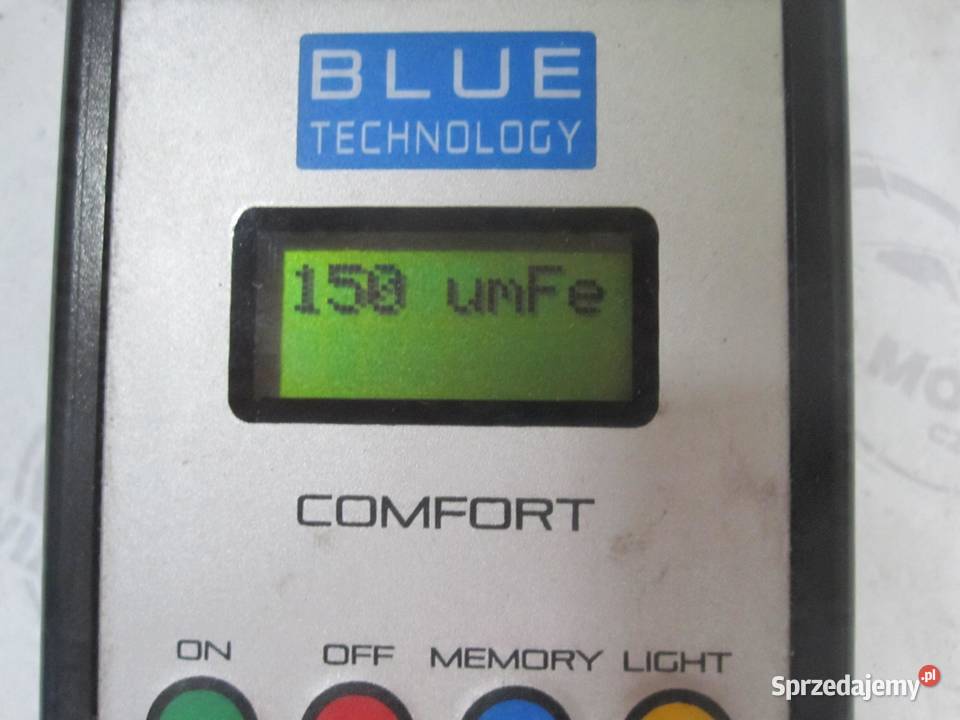 BLUE
TECHNOLOGY
150 umFe
COMFORT
ON OFF MEMORY LIGHT
Sprzedajemy.pl